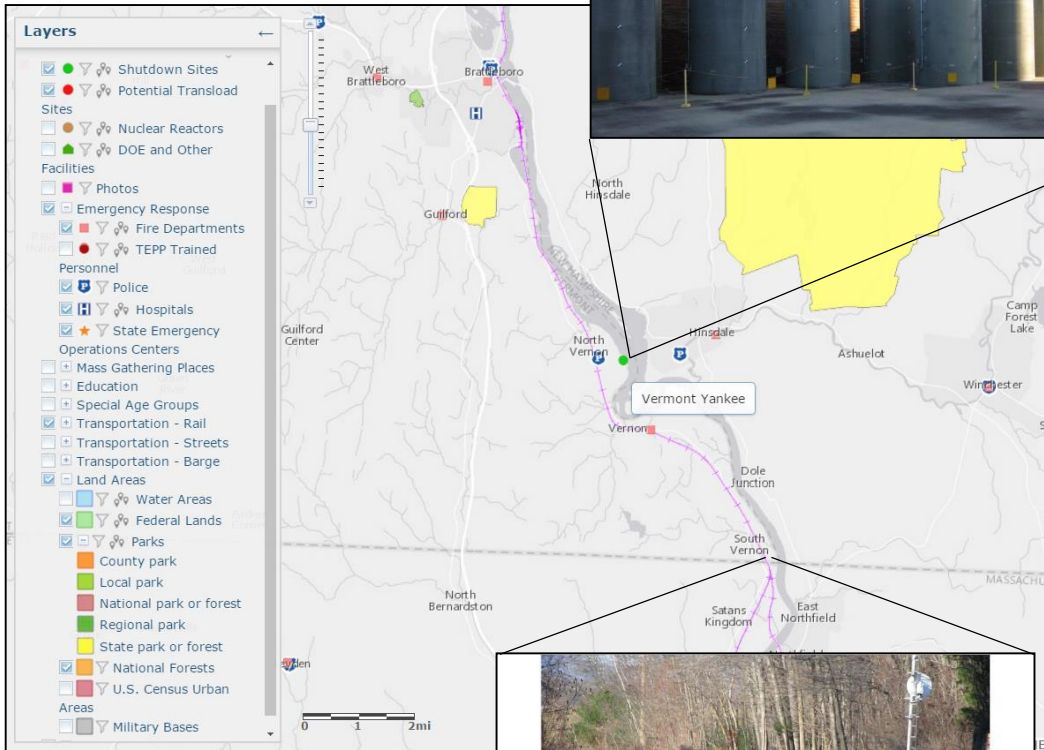 Layers
←
Shutdown Sites
Potential Transload
Sites
Nuclear Reactors
DOE and Other
Facilities
Photos
Emergency Response
Fire Departments
TEPP Trained
Personnel
Police
Hospitals
State Emergency
Operations Centers
Mass Gathering Places
Education
Special Age Groups
Transportation - Rail
Transportation - Streets
Transportation - Barge
Land Areas
Water Areas
Federal Lands
Parks
County park
Local park
National park or forest
Regional park
State park or forest
National Forests
U.S. Census Urban
Areas
Military Bases
West
Brattleboro
Brattleboro
H
North
Hinsdale
Guilford
NEW HAMPSHIRE
VERMONT
Guilford
Center
North
Vernon
P
P
Hinsdale
Camp
Forest
Lake
Ashuelot
Winchester
Vermont Yankee
Vernon
Dole
Junction
South
Vernon
MASSACHU
North
Bernardston
Satans
Kingdom
East
Northfield
0 1 2mi